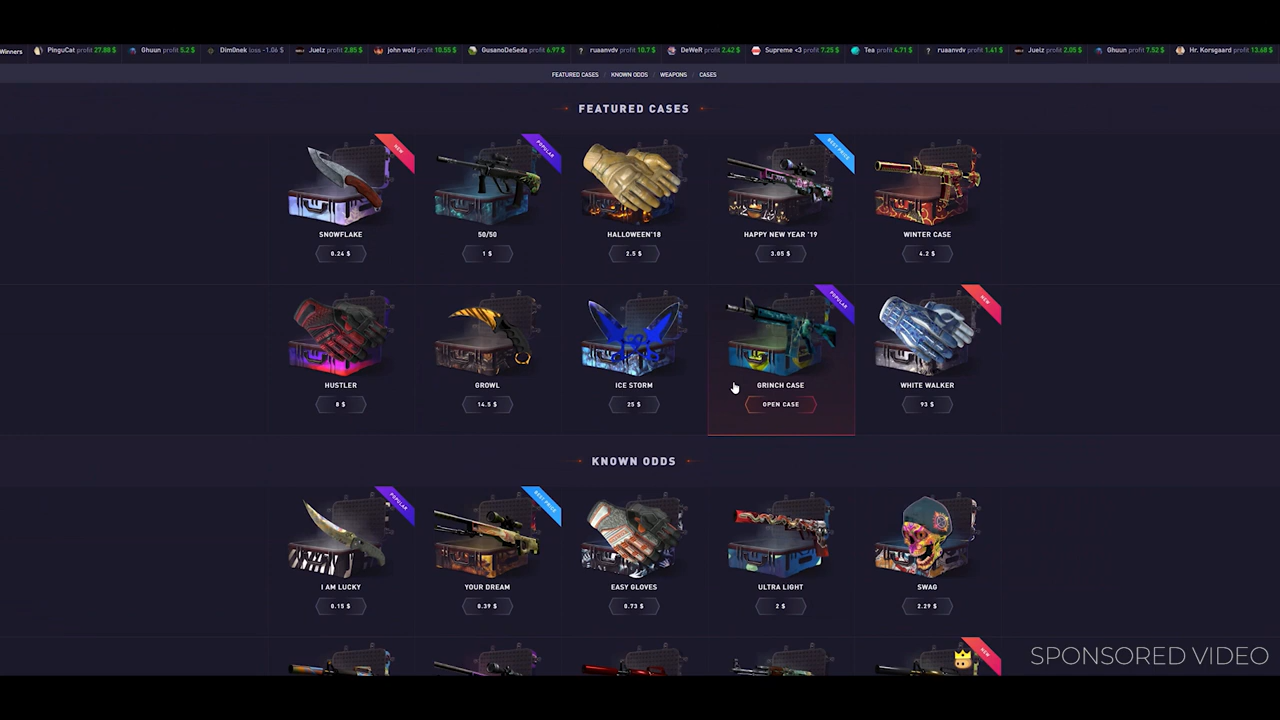 Winners PinguCat profit 27.88 $ Ghuun profit 5.2 $ Dim0nek loss -1.06 $ Juelz profit 2.85 $ john wolf profit 10.55 $ GusanoDeSeda profit 6.97 $ ruaanvdv profit 10.7 $ DeWeR profit 2.42 $ Supreme <3 profit 7.25 $ Tea profit 4.71 $ ruaanvdv profit 1.41 $ Juelz profit 2.05 $ Ghuun profit 7.52 $ Hr. Korsgaard profit 13.68 $
FEATURED CASES / KNOWN ODDS / WEAPONS / CASES
FEATURED CASES
NEW POPULAR BEST PRICE
SNOWFLAKE 50/50 HALLOWEEN'18 HAPPY NEW YEAR '19 WINTER CASE
0.24 $ 1 $ 2.5 $ 3.05 $ 4.2 $
POPULAR NEW
HUSTLER GROWL ICE STORM GRINCH CASE WHITE WALKER
8 $ 14.5 $ 25 $ OPEN CASE 93 $
KNOWN ODDS
POPULAR BEST PRICE
I AM LUCKY YOUR DREAM EASY GLOVES ULTRA LIGHT SWAG
0.15 $ 0.39 $ 0.73 $ 2 $ 2.29 $
NEW
SPONSORED VIDEO